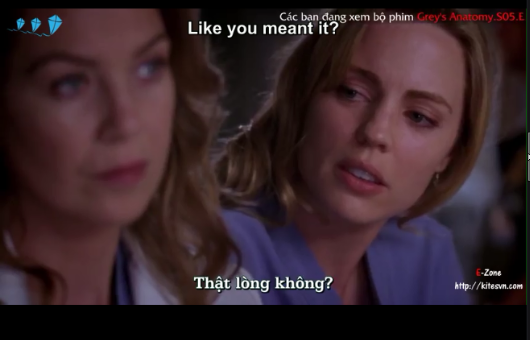 Các bạn đang xem bộ phim Grey's Anatomy.S05.E
Like you meant it?
Thật lòng không?
E-Zone
http://kitesvn.com